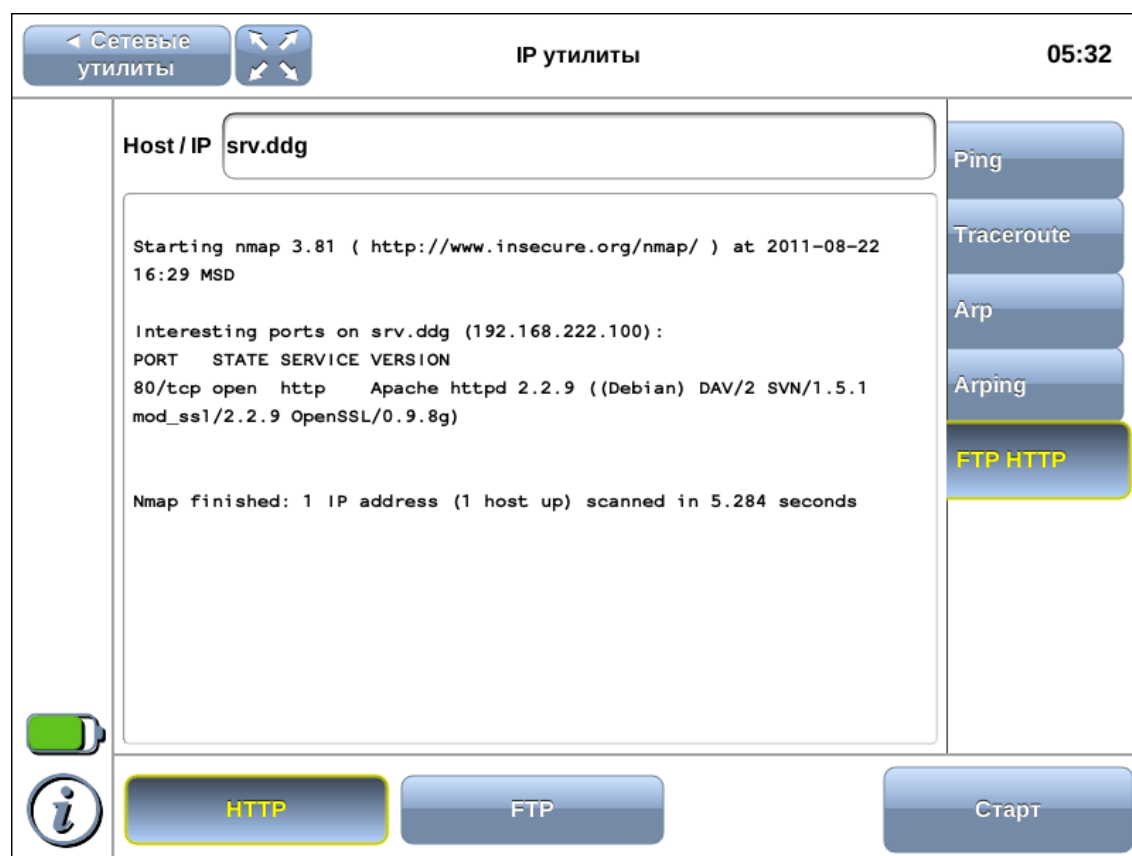 ◄ Сетевые
утилиты
IP утилиты
05:32
Host / IP srv.ddg
Starting nmap 3.81 ( http://www.insecure.org/nmap/ ) at 2011-08-22
16:29 MSD
Interesting ports on srv.ddg (192.168.222.100):
PORT STATE SERVICE VERSION
80/tcp open http Apache httpd 2.2.9 ((Debian) DAV/2 SVN/1.5.1
mod_ssl/2.2.9 OpenSSL/0.9.8g)
Nmap finished: 1 IP address (1 host up) scanned in 5.284 seconds
Ping
Traceroute
Arp
Arping
FTP HTTP
i
HTTP
FTP
Старт